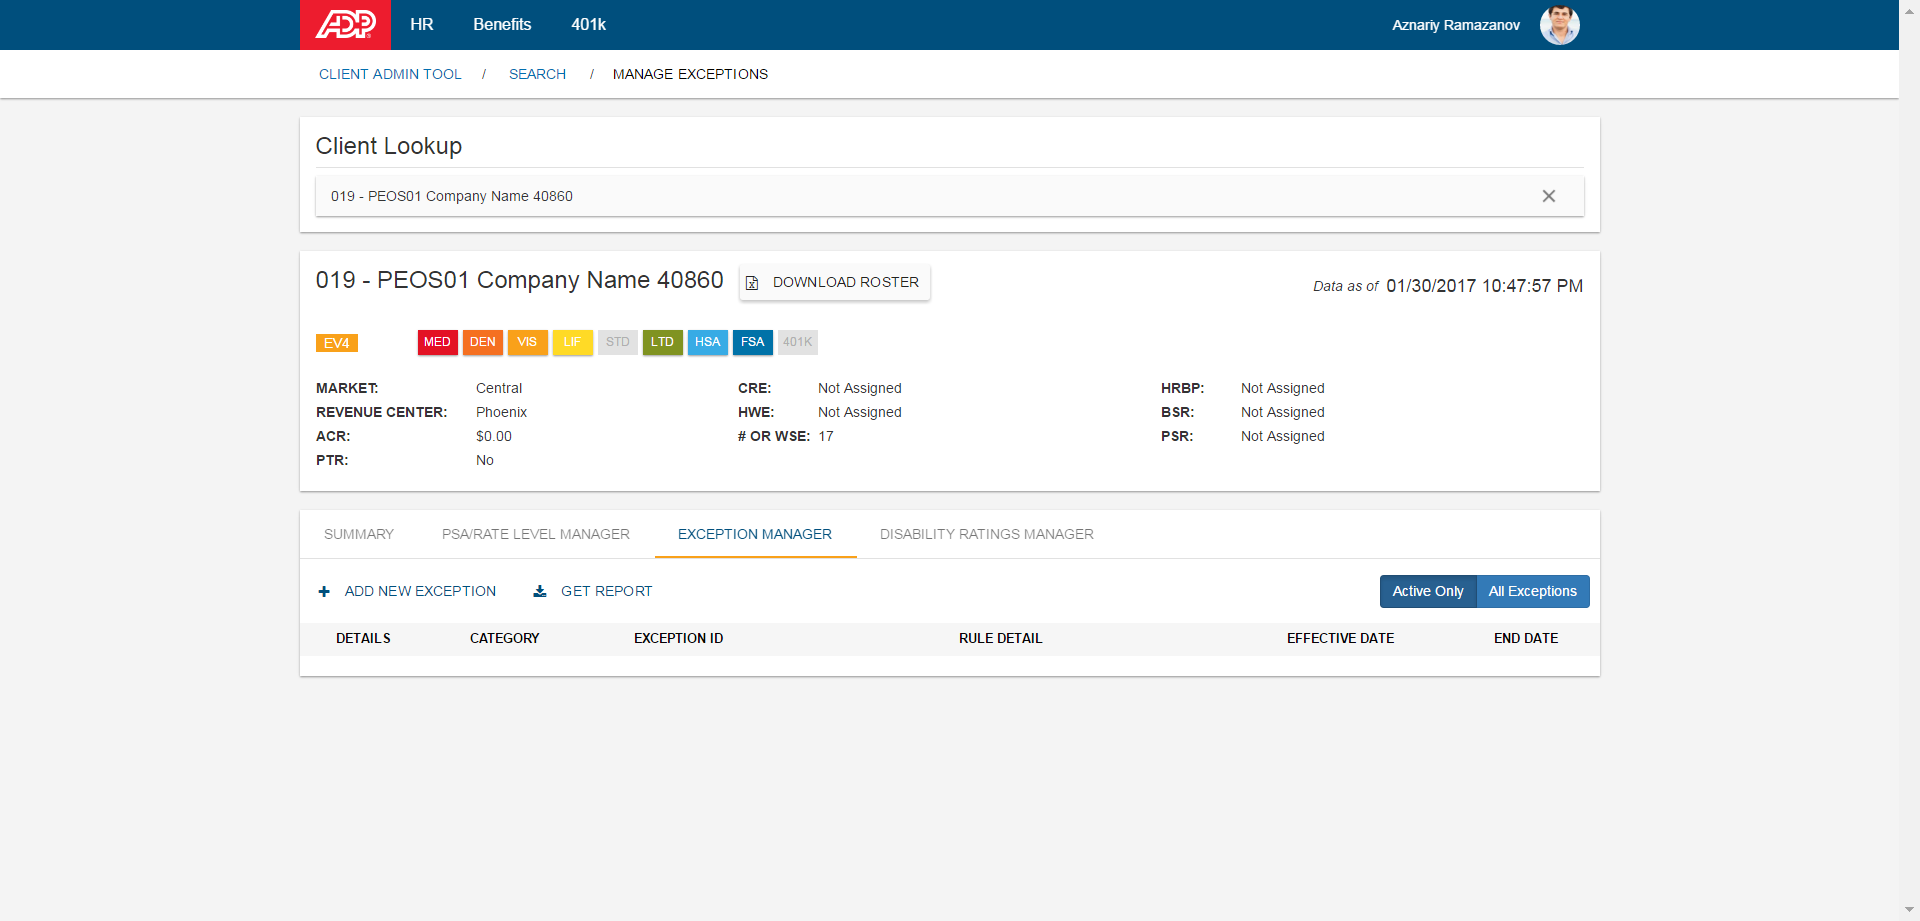 ADP HR Benefits 401k Aznariy Ramazanov
CLIENT ADMIN TOOL / SEARCH / MANAGE EXCEPTIONS
Client Lookup
019 - PEOS01 Company Name 40860
019 - PEOS01 Company Name 40860 DOWNLOAD ROSTER Data as of 01/30/2017 10:47:57 PM
EV4 MED DEN VIS LIF STD LTD HSA FSA 401K
MARKET: Central CRE: Not Assigned HRBP: Not Assigned
REVENUE CENTER: Phoenix HWE: Not Assigned BSR: Not Assigned
ACR: $0.00 # OR WSE: 17 PSR: Not Assigned
PTR: No
SUMMARY PSA/RATE LEVEL MANAGER EXCEPTION MANAGER DISABILITY RATINGS MANAGER
ADD NEW EXCEPTION GET REPORT Active Only All Exceptions
DETAILS CATEGORY EXCEPTION ID RULE DETAIL EFFECTIVE DATE END DATE